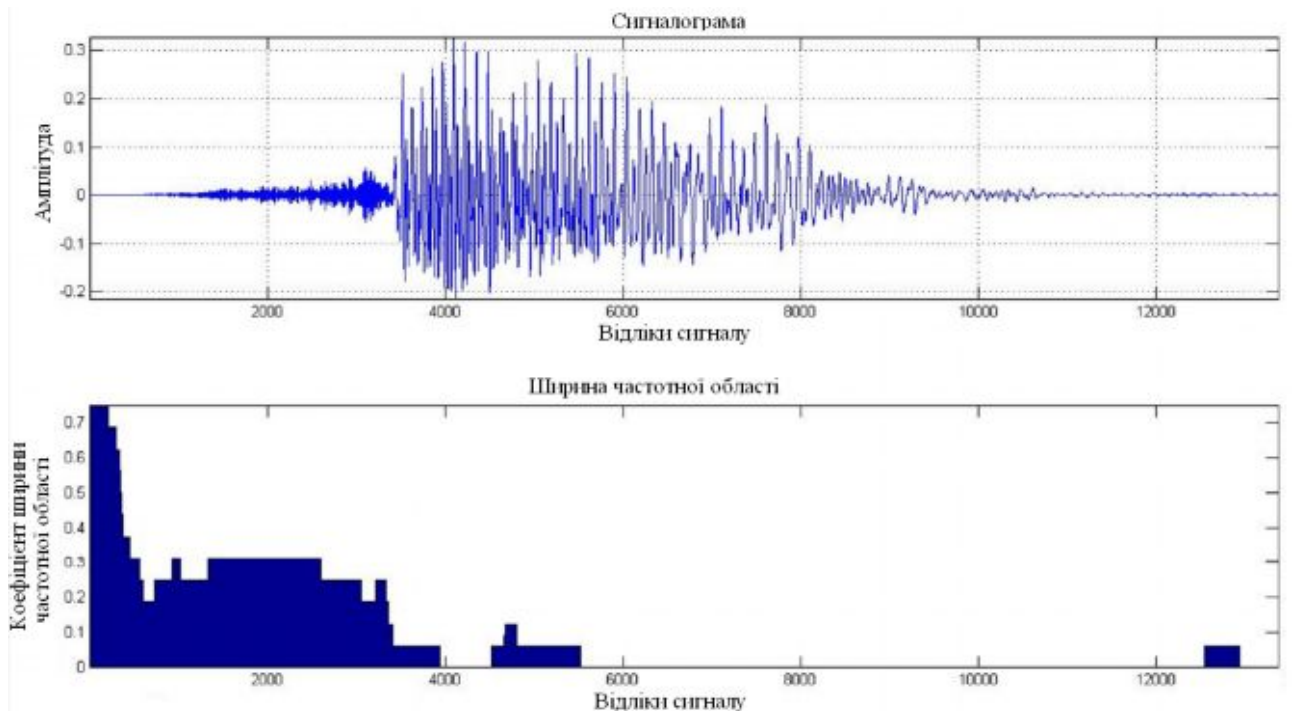 Сигналограма
0.3
0.2
0.1
0
-0.1
-0.2
Амплітуда
2000 4000 6000 8000 10000 12000
Відліки сигналу
Ширина частотної області
0.7
0.6
0.5
0.4
0.3
0.2
0.1
0
Коефіцієнт ширини
частотної області
2000 4000 6000 8000 10000 12000
Відліки сигналу